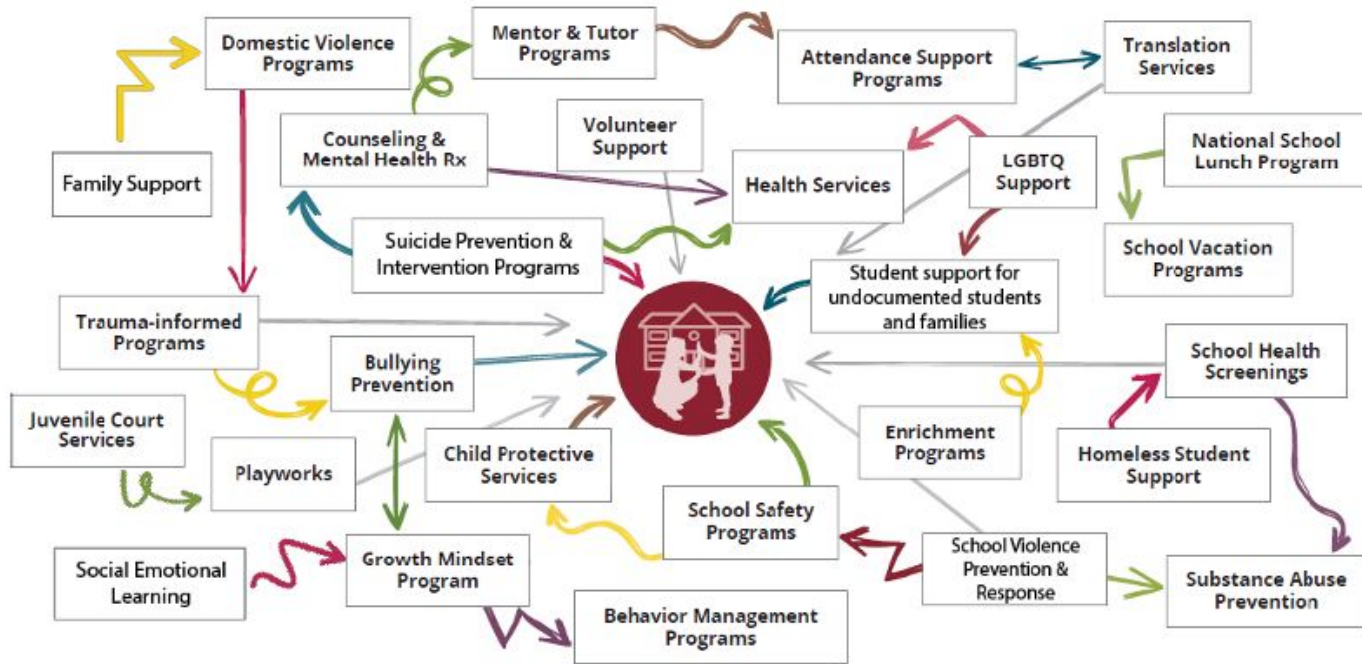 Domestic Violence
Programs
Mentor & Tutor
Programs
Attendance Support
Programs
Translation
Services
Family Support
Counseling &
Mental Health Rx
Volunteer
Support
Health Services
LGBTQ
Support
National School
Lunch Program
Suicide Prevention &
Intervention Programs
School Vacation
Programs
Student support for
undocumented students
and families
Trauma-informed
Programs
Bullying
Prevention
School Health
Screenings
Juvenile Court
Services
Playworks
Child Protective
Services
Enrichment
Programs
Homeless Student
Support
School Safety
Programs
Social Emotional
Learning
Growth Mindset
Program
School Violence
Prevention &
Response
Substance Abuse
Prevention
Behavior Management
Programs